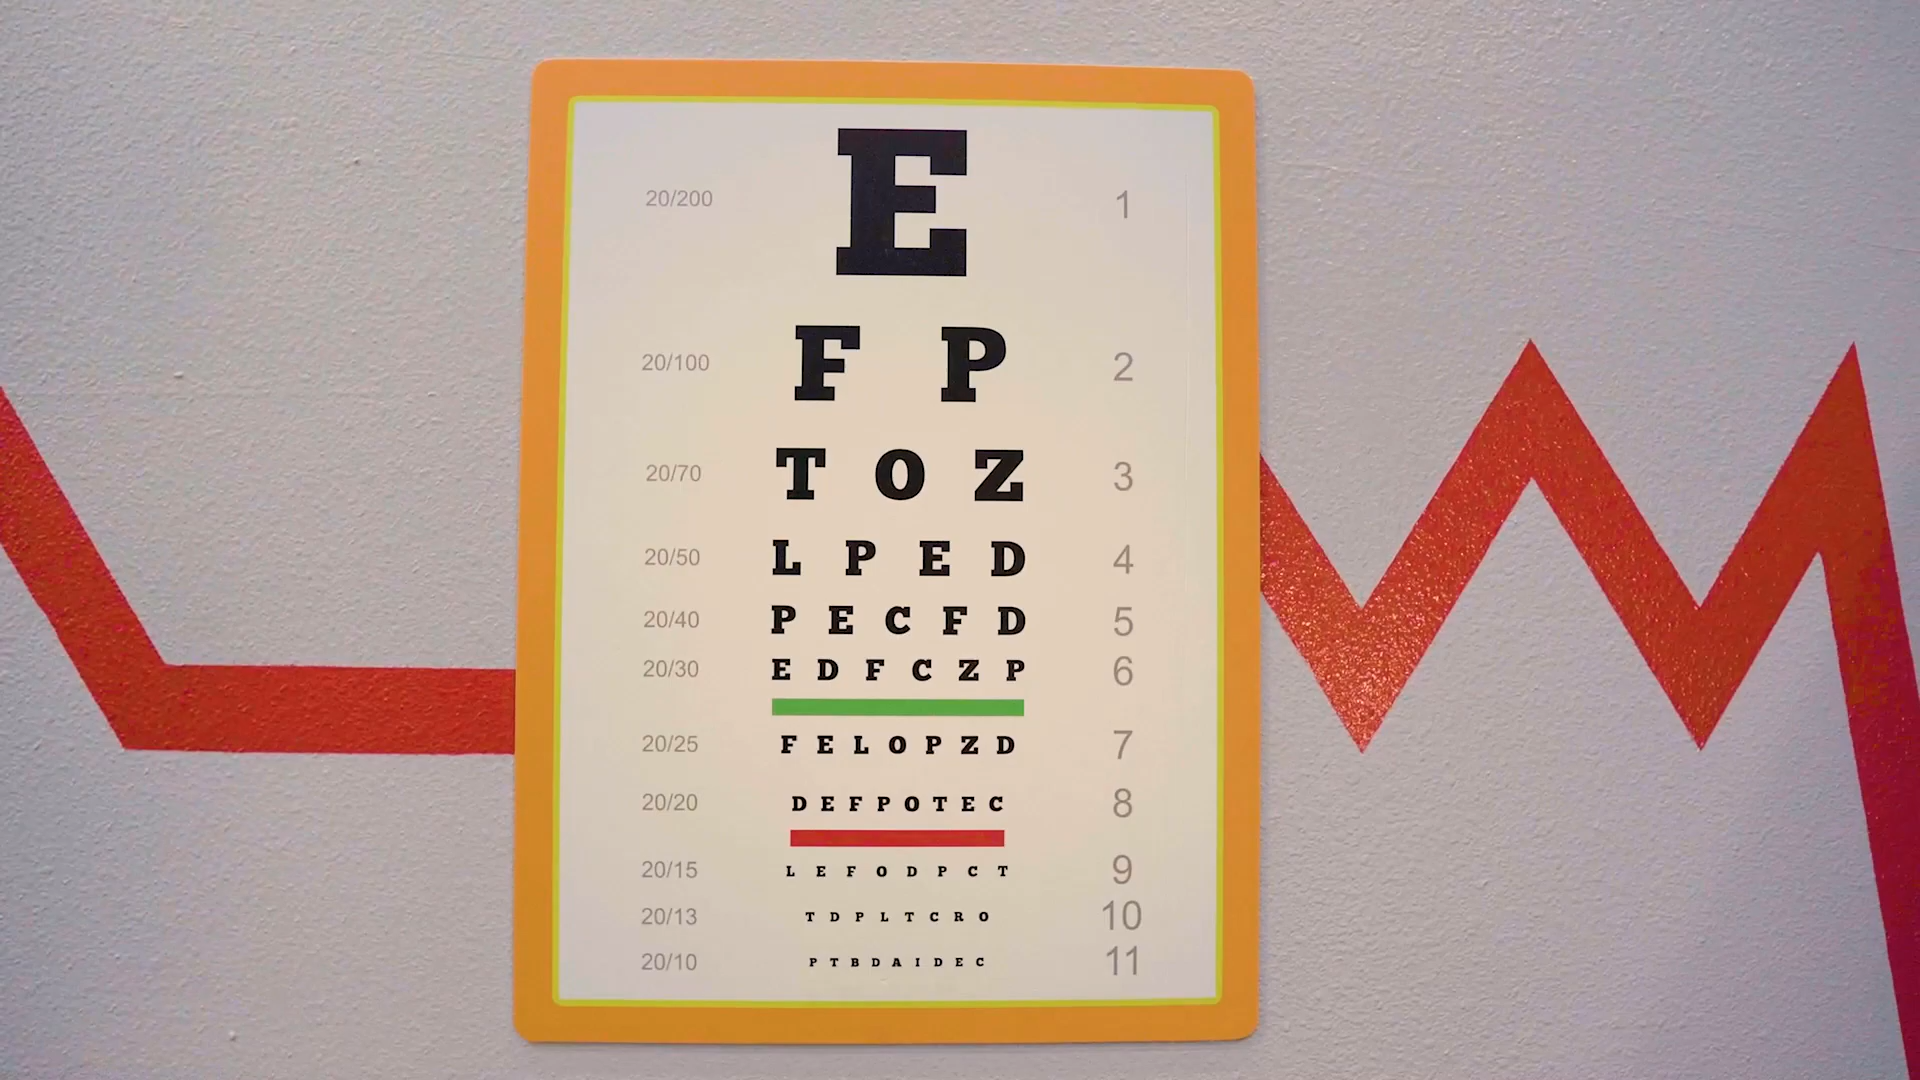 20/200 E 1
20/100 F P 2
20/70 T O Z 3
20/50 L P E D 4
20/40 P E C F D 5
20/30 E D F C Z P 6
20/25 F E L O P Z D 7
20/20 D E F P O T E C 8
20/15 L E F O D P C T 9
20/13 T D P L T C R O 10
20/10 P T B D A I D E C 11